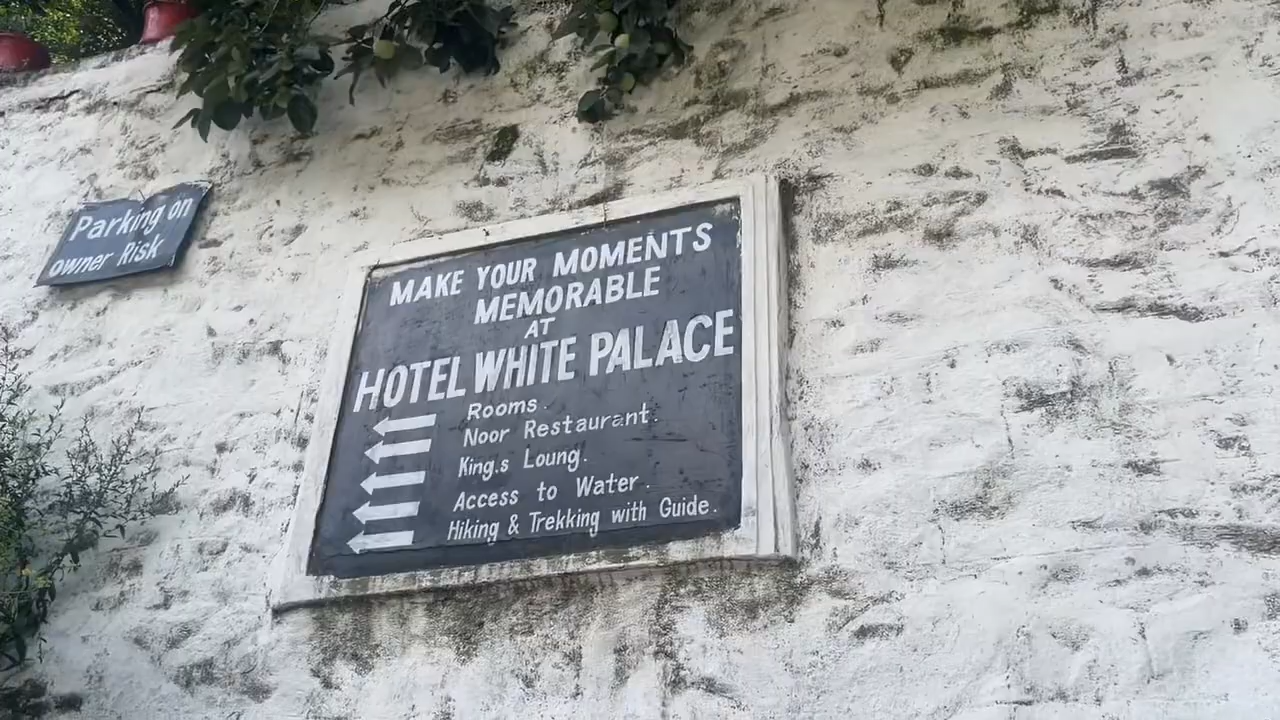 Parking on
owner Risk
MAKE YOUR MOMENTS
MEMORABLE
AT
HOTEL WHITE PALACE
Rooms.
Noor Restaurant.
King.s Loung.
Access to Water.
Hiking & Trekking with Guide.